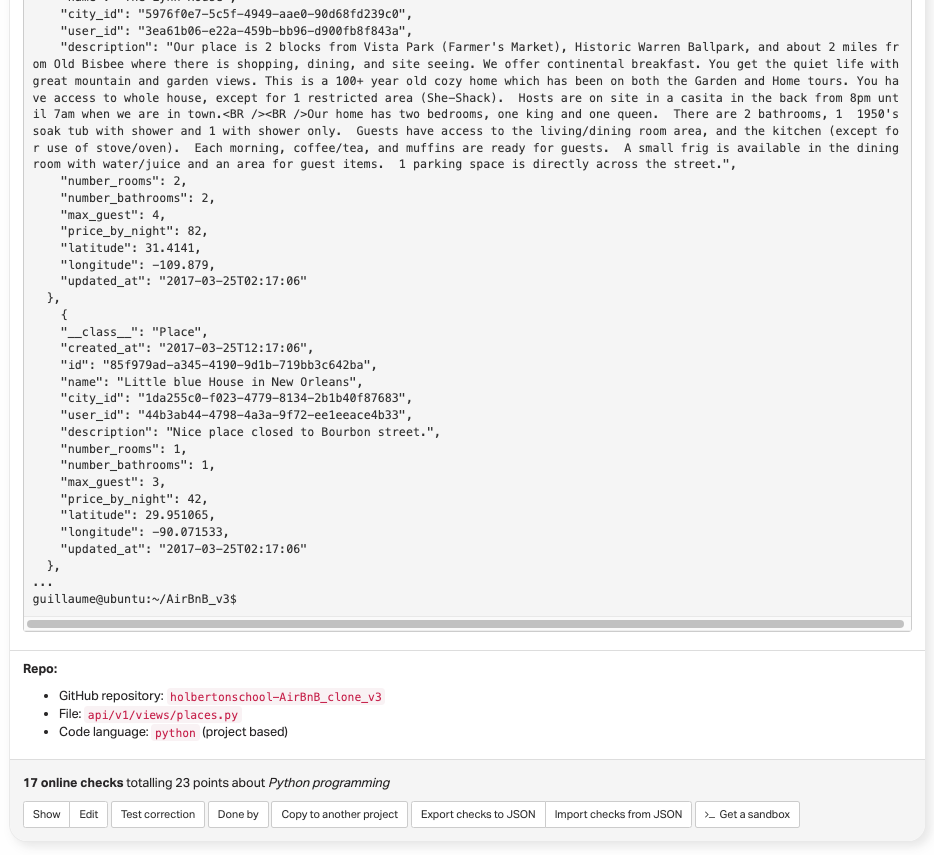 "city_id": "5976f0e7-5c5f-4949-aae0-90d68fd239c0",
"user_id": "3ea61b06-e22a-459b-bb96-d900fb8f843a",
"description": "Our place is 2 blocks from Vista Park (Farmer's Market), Historic Warren Ballpark, and about 2 miles fr
om Old Bisbee where there is shopping, dining, and site seeing. We offer continental breakfast. You get the quiet life with
great mountain and garden views. This is a 100+ year old cozy home which has been on both the Garden and Home tours. You ha
ve access to whole house, except for 1 restricted area (She-Shack).  Hosts are on site in a casita in the back from 8pm unt
il 7am when we are in town.<BR /><BR />Our home has two bedrooms, one king and one queen.  There are 2 bathrooms, 1  1950's
soak tub with shower and 1 with shower only.  Guests have access to the living/dining room area, and the kitchen (except fo
r use of stove/oven).  Each morning, coffee/tea, and muffins are ready for guests.  A small frig is available in the dining
room with water/juice and an area for guest items.  1 parking space is directly across the street.",
"number_rooms": 2,
"number_bathrooms": 2,
"max_guest": 4,
"price_by_night": 82,
"latitude": 31.4141,
"longitude": -109.879,
"updated_at": "2017-03-25T02:17:06"
},
{
"__class__": "Place",
"created_at": "2017-03-25T12:17:06",
"id": "85f979ad-a345-4190-9d1b-719bb3c642ba",
"name": "Little blue House in New Orleans",
"city_id": "1da255c0-f023-4779-8134-2b1b40f87683",
"user_id": "44b3ab44-4798-4a3a-9f72-ee1eeace4b33",
"description": "Nice place closed to Bourbon street.",
"number_rooms": 1,
"number_bathrooms": 1,
"max_guest": 3,
"price_by_night": 42,
"latitude": 29.951065,
"longitude": -90.071533,
"updated_at": "2017-03-25T02:17:06"
},
...
guillaume@ubuntu:~/AirBnB_v3$
Repo:
• GitHub repository: holbertonschool-AirBnB_clone_v3
• File: api/v1/views/places.py
• Code language: python (project based)
17 online checks totalling 23 points about Python programming
Show Edit Test correction Done by Copy to another project Export checks to JSON Import checks from JSON >_ Get a sandbox